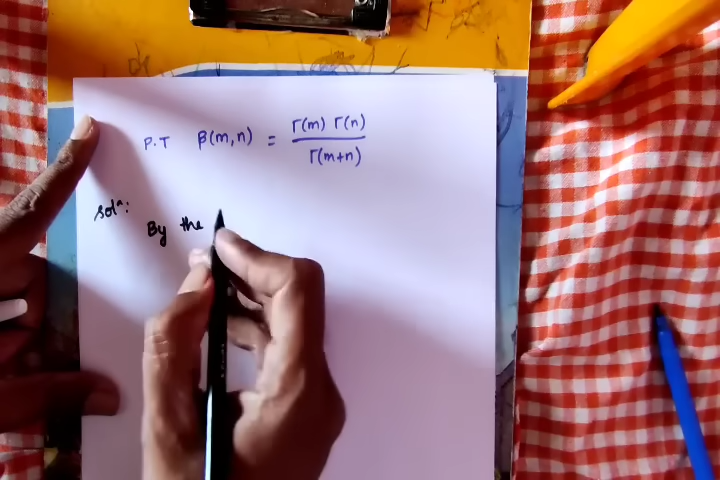 P.T β(m,n) = Γ(m) Γ(n) / Γ(m+n)
Solⁿ:
By the